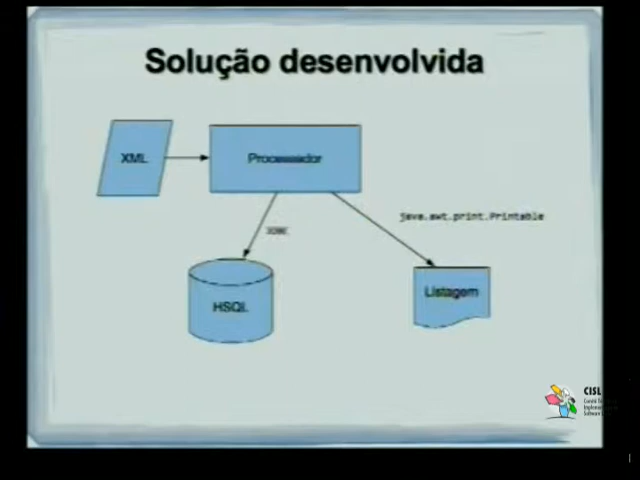 Solução desenvolvida
XML
Processador
java.awt.print.Printable
HSQL
Listagem
CISL